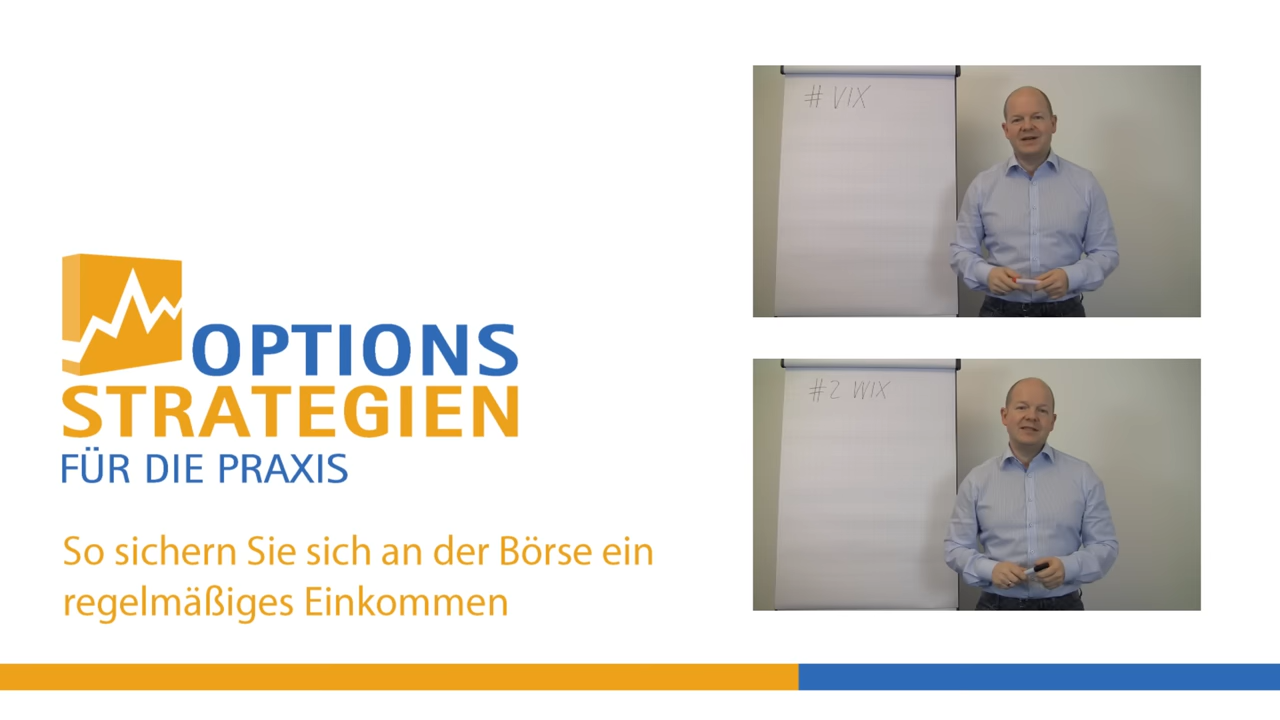 OPTIONS
STRATEGIEN
FÜR DIE PRAXIS
So sichern Sie sich an der Börse ein
regelmäßiges Einkommen
# VIX
#2 WIX